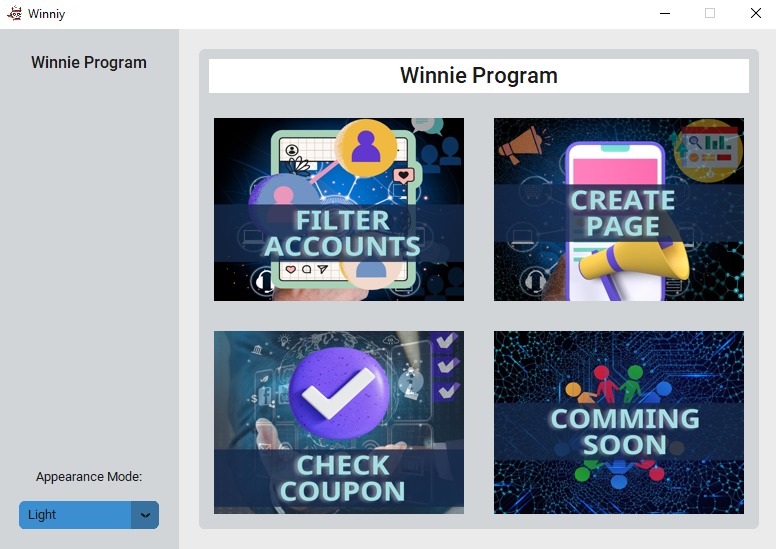 Winniy
Winnie Program
Winnie Program
FILTER
ACCOUNTS
CREATE
PAGE
CHECK
COUPON
COMMING
SOON
Appearance Mode:
Light